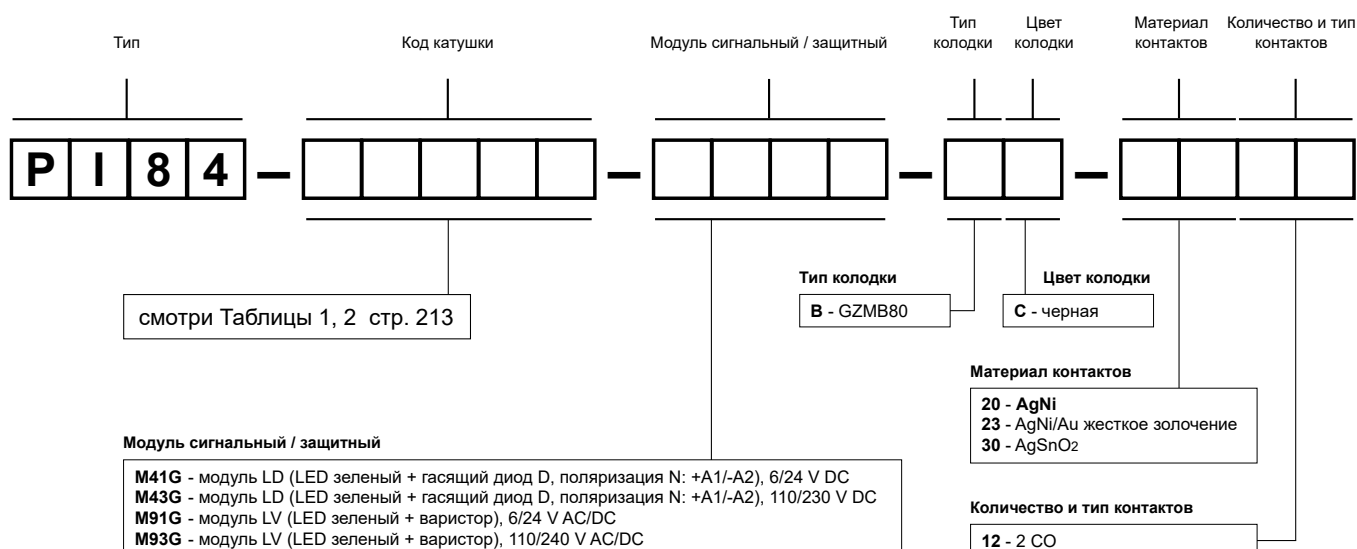 Тип
Код катушки
Модуль сигнальный / защитный
Тип
колодки
Цвет
колодки
Материал
контактов
Количество и тип
контактов
P I 8 4 – – – –
смотри Таблицы 1, 2 стр. 213
Тип колодки
B - GZMB80
Цвет колодки
C - черная
Материал контактов
20 - AgNi
23 - AgNi/Au жесткое золочение
30 - AgSnO2
Модуль сигнальный / защитный
M41G - модуль LD (LED зеленый + гасящий диод D, поляризация N: +A1/-A2), 6/24 V DC
M43G - модуль LD (LED зеленый + гасящий диод D, поляризация N: +A1/-A2), 110/230 V DC
M91G - модуль LV (LED зеленый + варистор), 6/24 V AC/DC
M93G - модуль LV (LED зеленый + варистор), 110/240 V AC/DC
Количество и тип контактов
12 - 2 CO